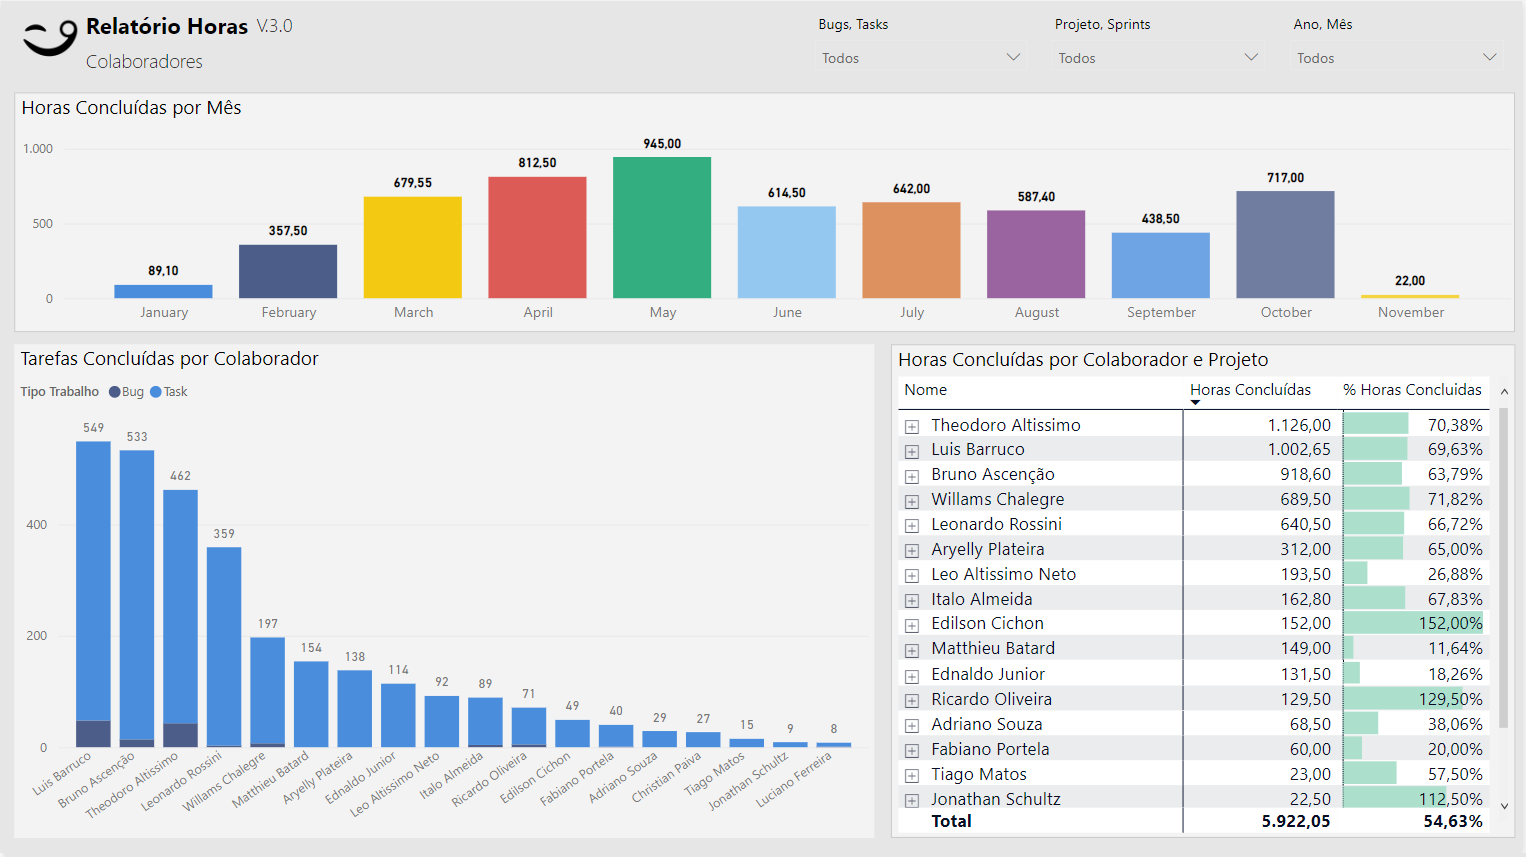 Relatório Horas V.3.0
Colaboradores
Bugs, Tasks
Todos
Projeto, Sprints
Todos
Ano, Mês
Todos
Horas Concluídas por Mês
1.000
500
0
89,10
357,50
679,55
812,50
945,00
614,50
642,00
587,40
438,50
717,00
22,00
January
February
March
April
May
June
July
August
September
October
November
Tarefas Concluídas por Colaborador
Tipo Trabalho Bug Task
400
200
0
549
533
462
359
197
154
138
114
92
89
71
49
40
29
27
15
9
8
Luis Barruco
Bruno Ascenção
Theodoro Altissimo
Leonardo Rossini
Willams Chalegre
Matthieu Batard
Aryelly Plateira
Ednaldo Junior
Leo Altissimo Neto
Italo Almeida
Ricardo Oliveira
Edilson Cichon
Fabiano Portela
Adriano Souza
Christian Paiva
Tiago Matos
Jonathan Schultz
Luciano Ferreira
Horas Concluídas por Colaborador e Projeto
Nome Horas Concluídas % Horas Concluidas
Theodoro Altissimo 1.126,00 70,38%
Luis Barruco 1.002,65 69,63%
Bruno Ascenção 918,60 63,79%
Willams Chalegre 689,50 71,82%
Leonardo Rossini 640,50 66,72%
Aryelly Plateira 312,00 65,00%
Leo Altissimo Neto 193,50 26,88%
Italo Almeida 162,80 67,83%
Edilson Cichon 152,00 152,00%
Matthieu Batard 149,00 11,64%
Ednaldo Junior 131,50 18,26%
Ricardo Oliveira 129,50 129,50%
Adriano Souza 68,50 38,06%
Fabiano Portela 60,00 20,00%
Tiago Matos 23,00 57,50%
Jonathan Schultz 22,50 112,50%
Total 5.922,05 54,63%